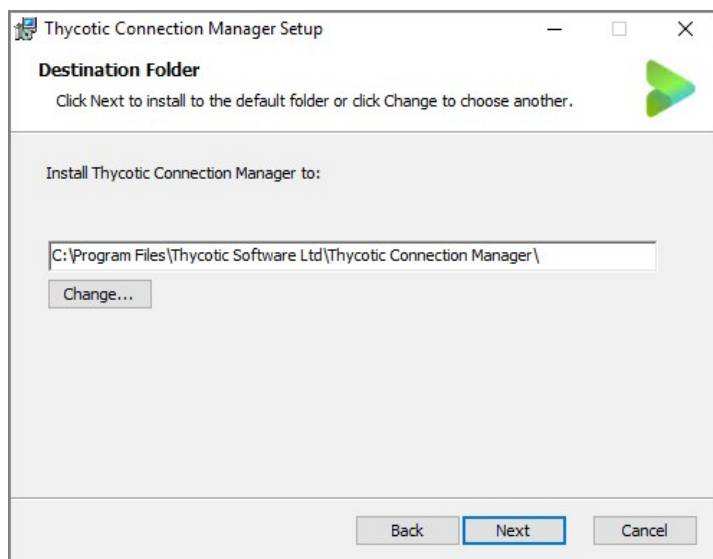 Thycotic Connection Manager Setup
Destination Folder
Click Next to install to the default folder or click Change to choose another.
Install Thycotic Connection Manager to:
C:\Program Files\Thycotic Software Ltd\Thycotic Connection Manager\
Change...
Back Next Cancel